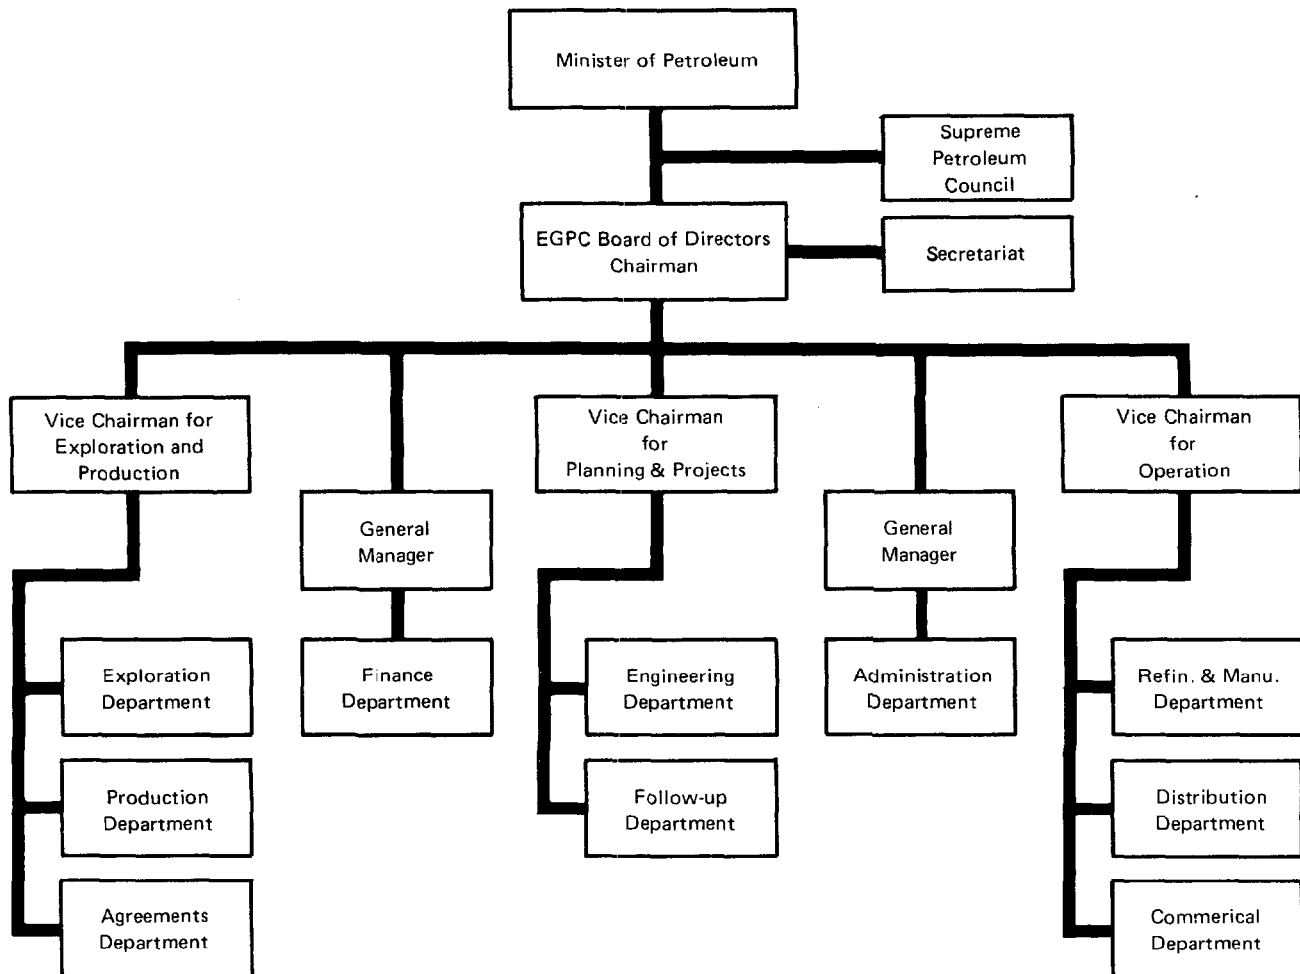 Minister of Petroleum
Supreme
Petroleum
Council
EGPC Board of Directors
Chairman
Secretariat
Vice Chairman for
Exploration and
Production
Vice Chairman
for
Planning & Projects
Vice Chairman
for
Operation
General
Manager
General
Manager
Exploration
Department
Finance
Department
Engineering
Department
Administration
Department
Refin. & Manu.
Department
Production
Department
Follow-up
Department
Distribution
Department
Agreements
Department
Commerical
Department